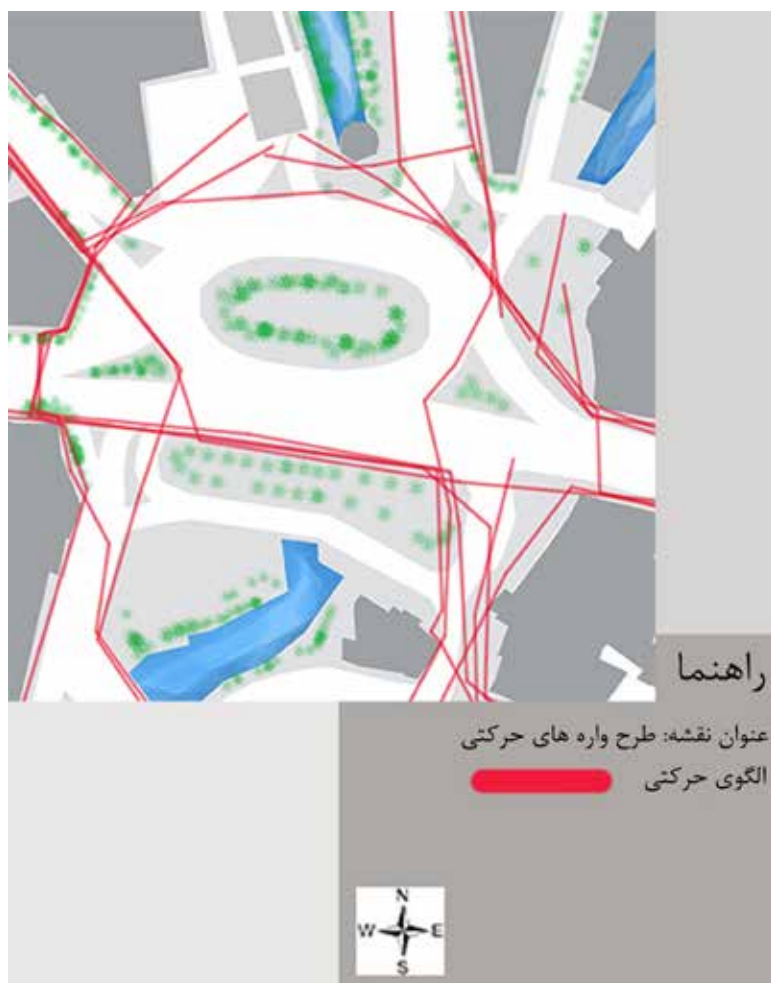 راهنما
عنوان نقشه: طرح واره های حرکتی
الگوی حرکتی
N
W E
S